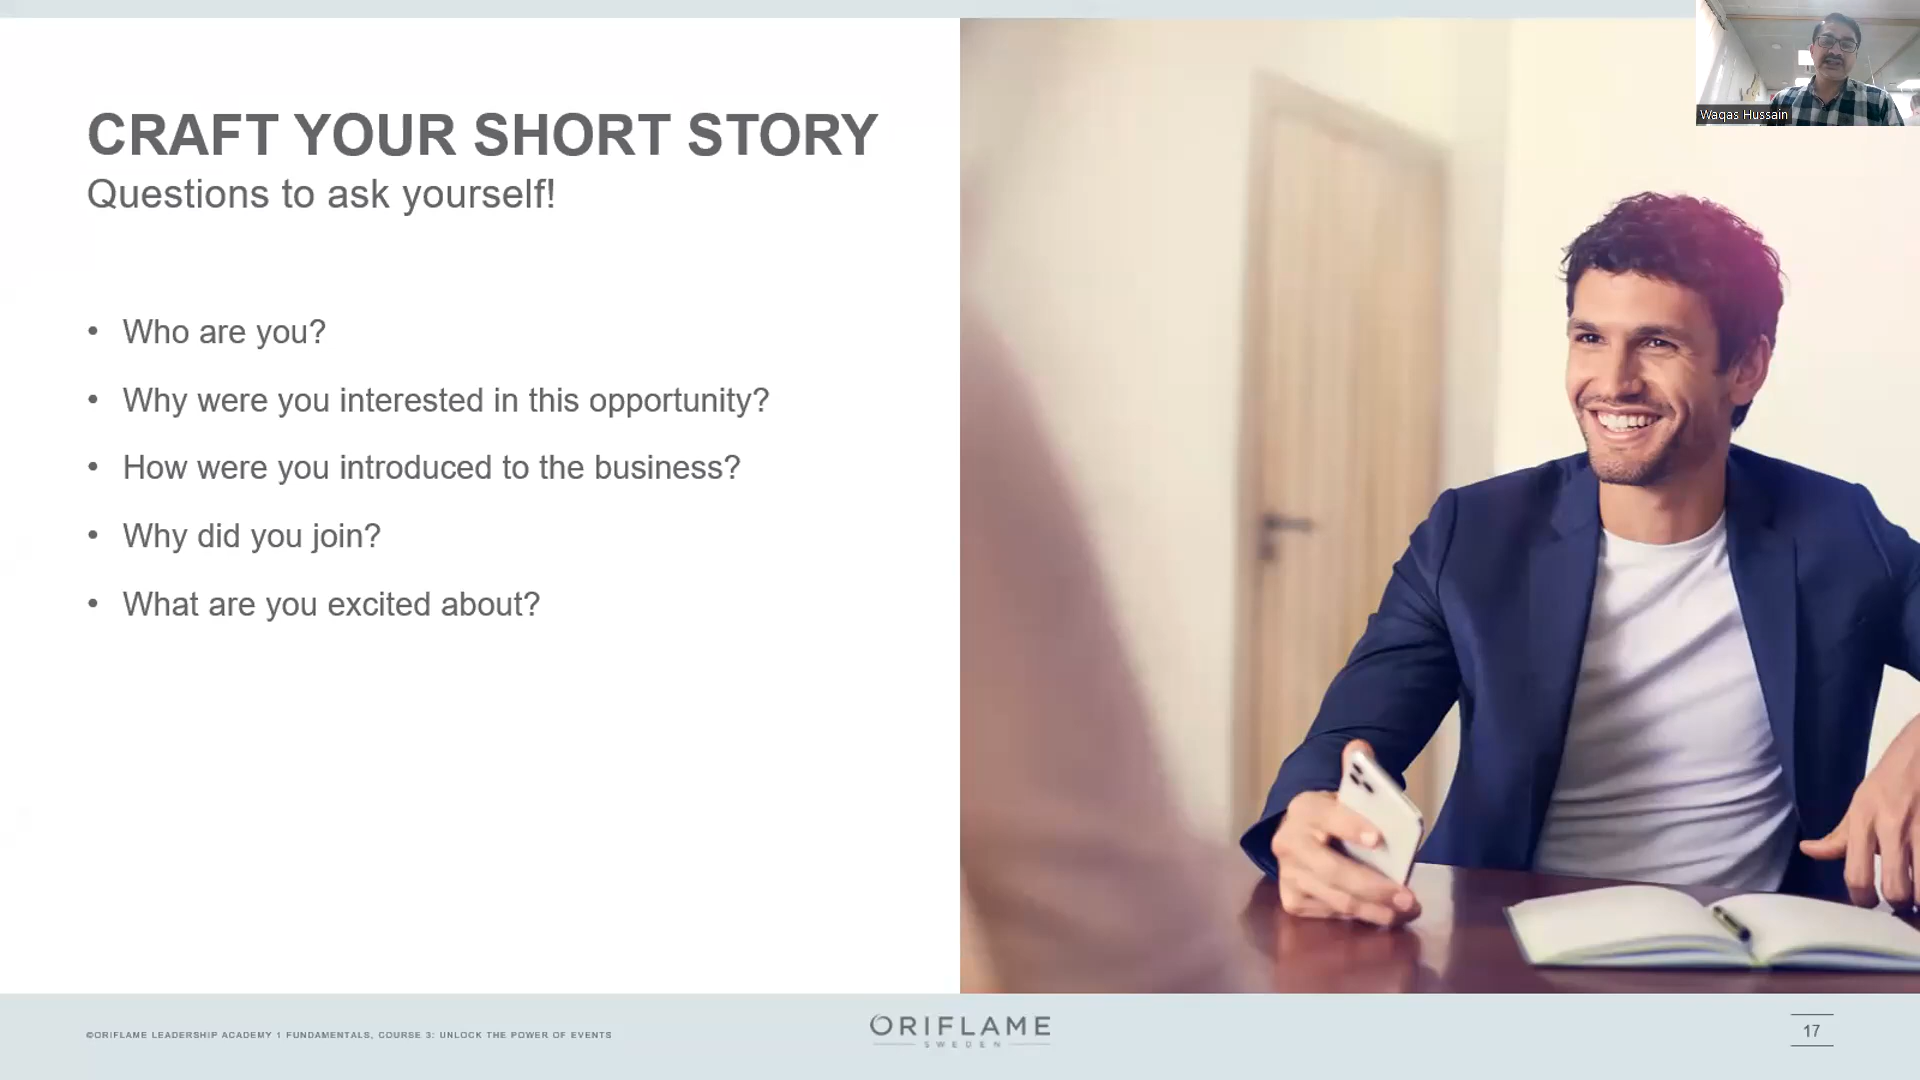 Waqas Hussain
CRAFT YOUR SHORT STORY
Questions to ask yourself!
• Who are you?
• Why were you interested in this opportunity?
• How were you introduced to the business?
• Why did you join?
• What are you excited about?
©ORIFLAME LEADERSHIP ACADEMY 1 FUNDAMENTALS, COURSE 3: UNLOCK THE POWER OF EVENTS
ORIFLAME
SWEDEN
17